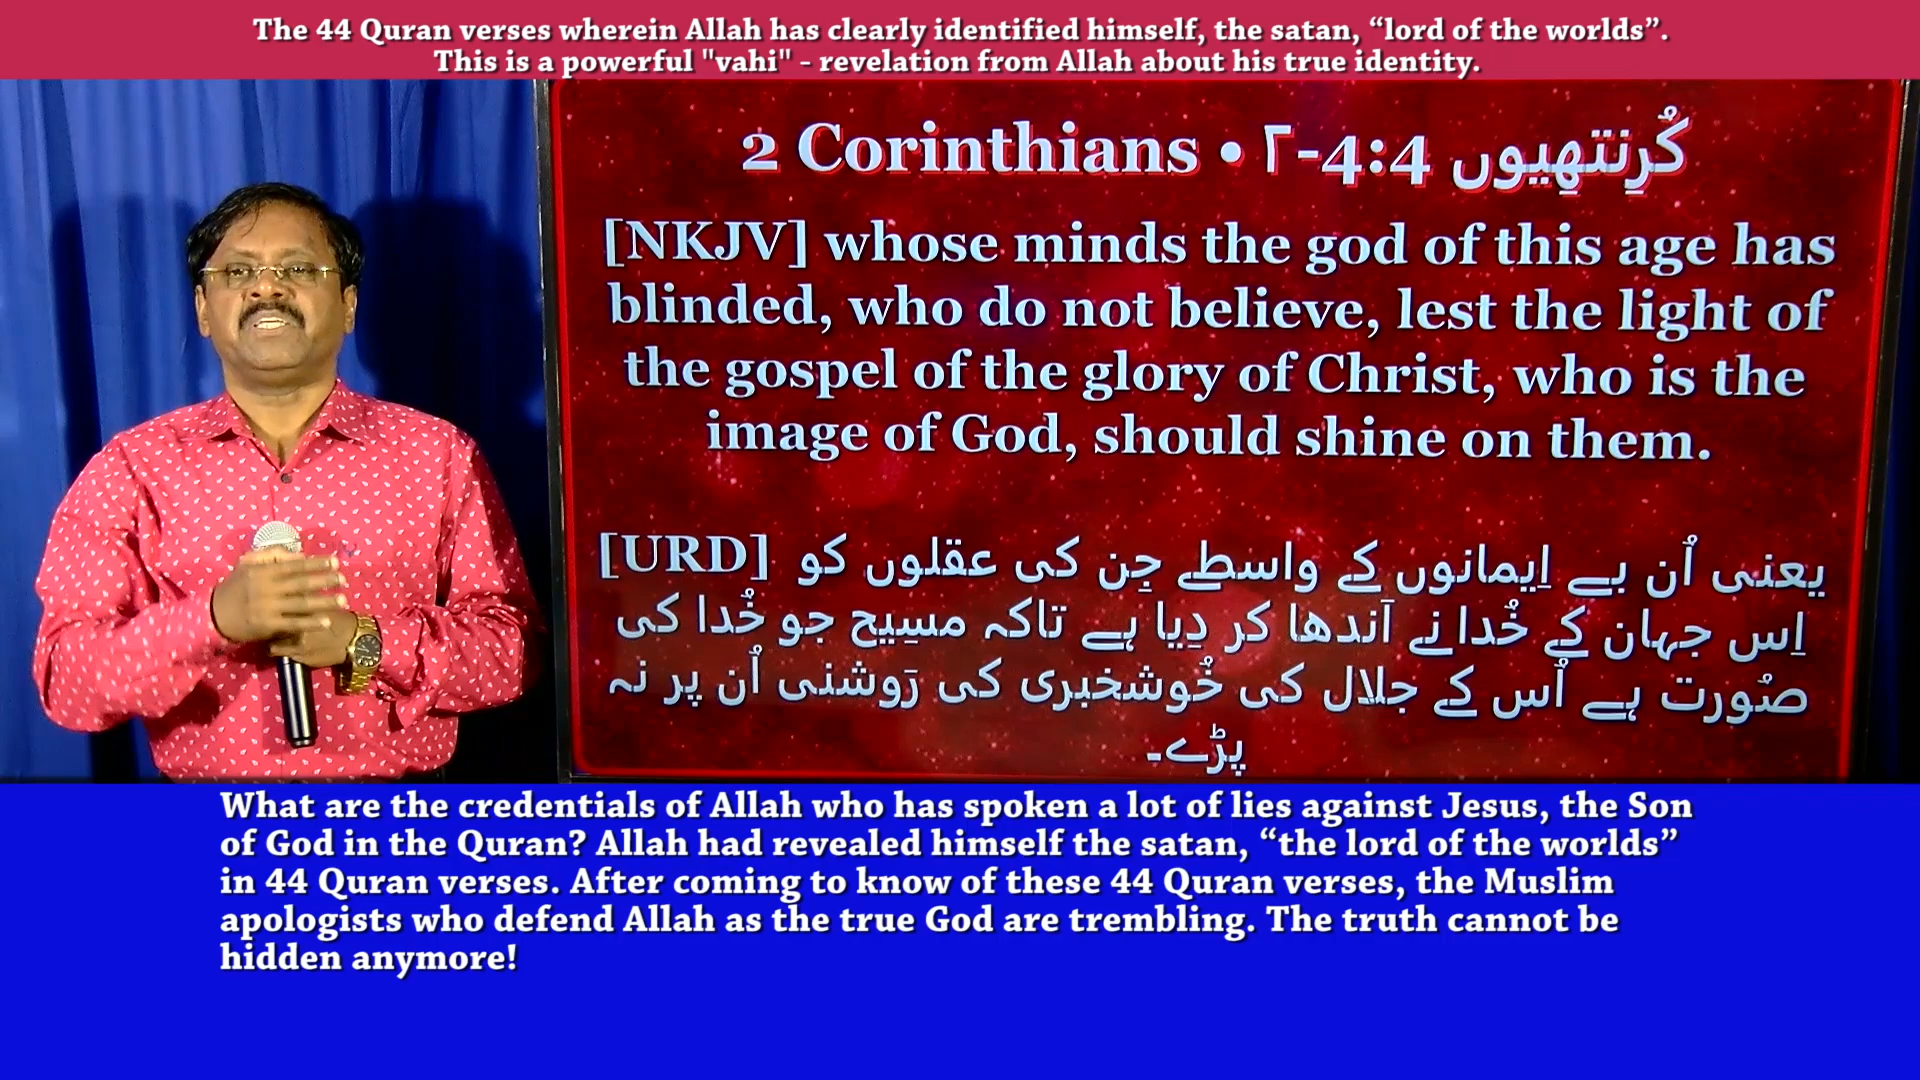 The 44 Quran verses wherein Allah has clearly identified himself, the satan, “lord of the worlds”.
This is a powerful "vahi" - revelation from Allah about his true identity.
2 Corinthians • ۲-4:4 کُرِنتھِیوں
[NKJV] whose minds the god of this age has
blinded, who do not believe, lest the light of
the gospel of the glory of Christ, who is the
image of God, should shine on them.
[URD] یعنی اُن بے اِیمانوں کے واسطے جِن کی عقلوں کو
اِس جہان کے خُدا نے اَندھا کر دِیا ہے تاکہ مسِیح جو خُدا کی
صُورت ہے اُس کے جلال کی خُوشخبری کی رَوشنی اُن پر نہ
پڑے۔
What are the credentials of Allah who has spoken a lot of lies against Jesus, the Son
of God in the Quran? Allah had revealed himself the satan, “the lord of the worlds”
in 44 Quran verses. After coming to know of these 44 Quran verses, the Muslim
apologists who defend Allah as the true God are trembling. The truth cannot be
hidden anymore!